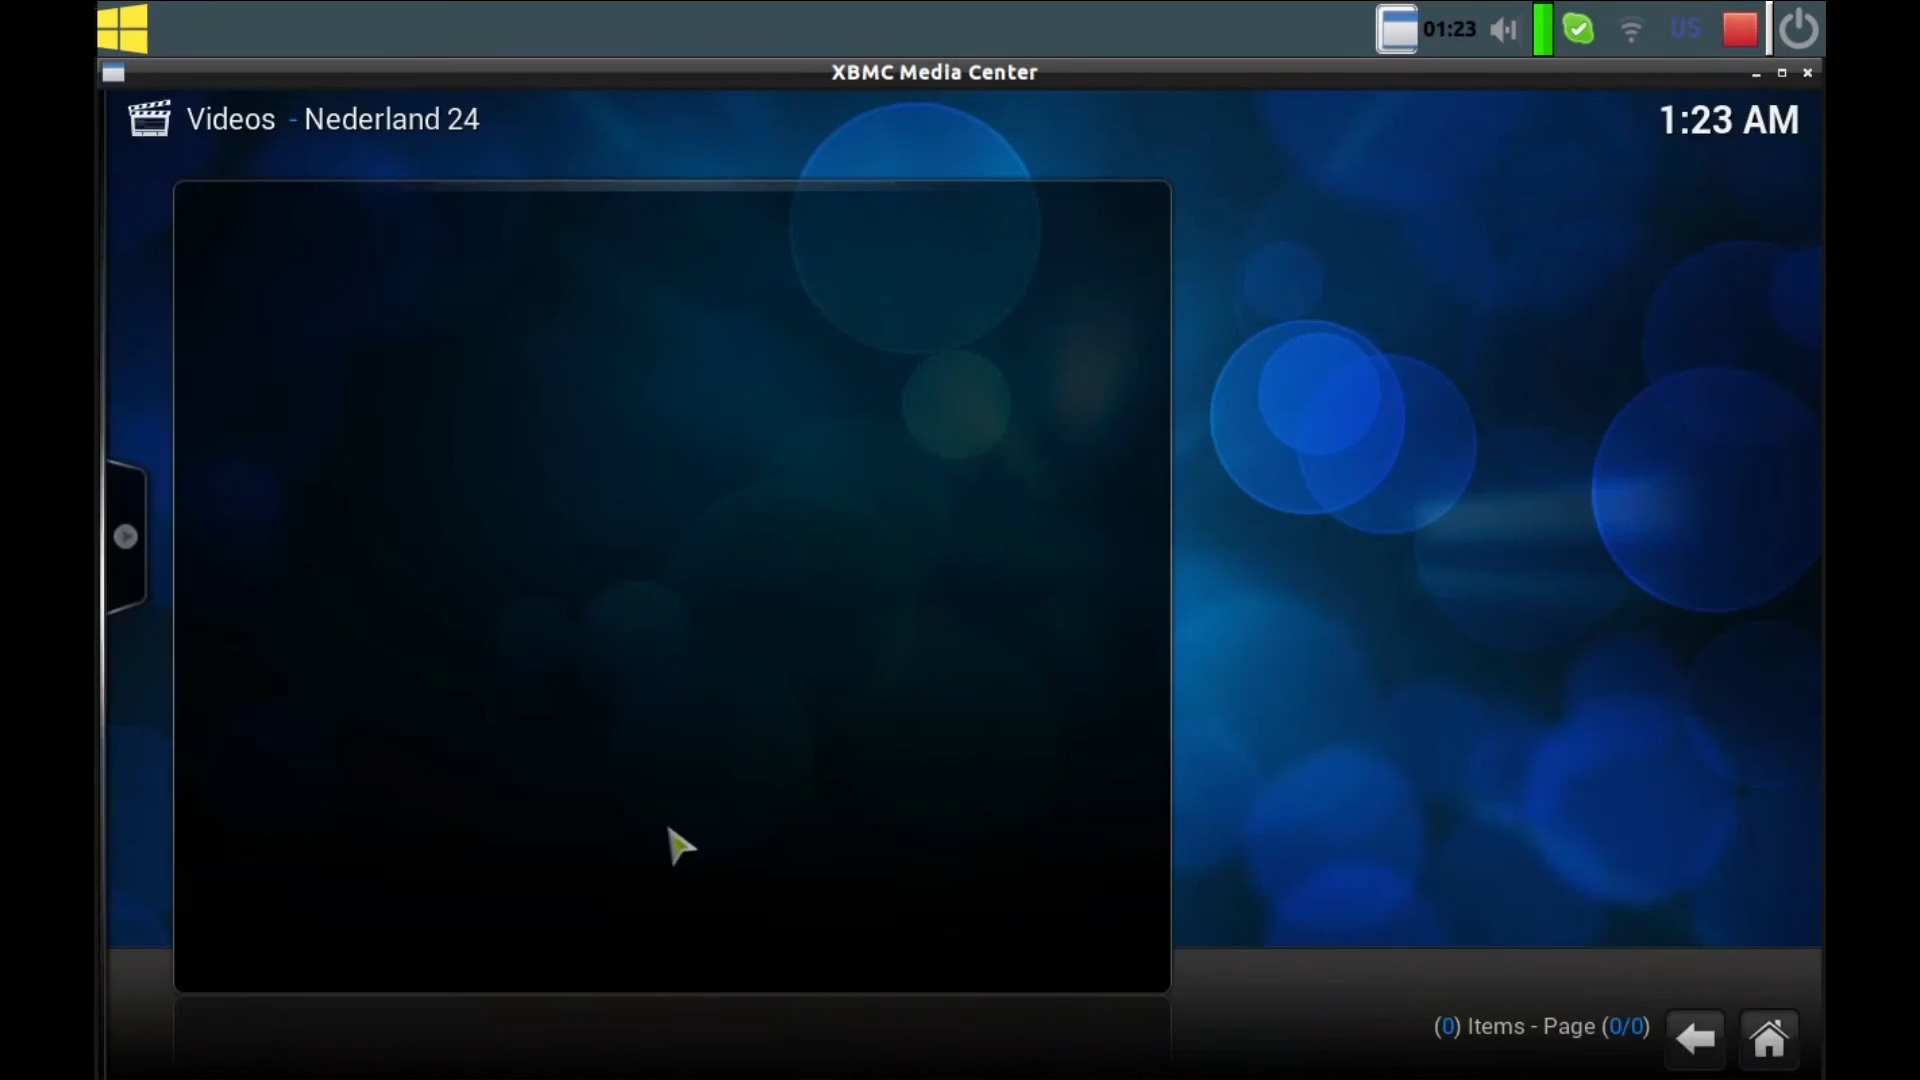 01:23
US
XBMC Media Center
Videos - Nederland 24
1:23 AM
(0) Items - Page (0/0)